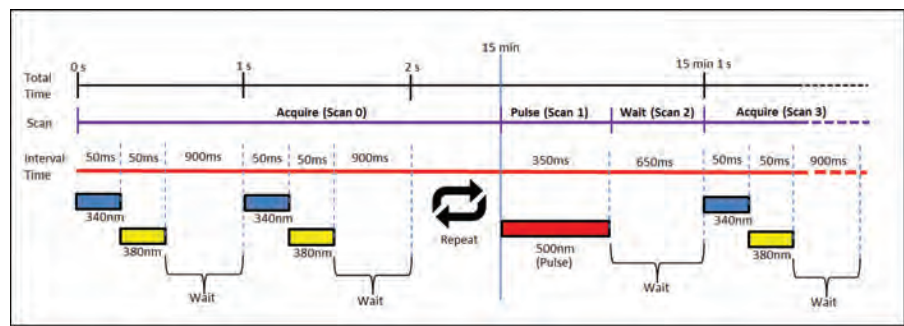 15 min
0 s 1 s 2 s 15 min 1 s
Total
Time
Scan Acquire (Scan 0) Pulse (Scan 1) Wait (Scan 2) Acquire (Scan 3)
Interval
Time
50ms 50ms 900ms 50ms 50ms 900ms 350ms 650ms 50ms 50ms 900ms
340nm 340nm 340nm
380nm 380nm 380nm
Repeat
500nm
(Pulse)
Wait Wait Wait Wait